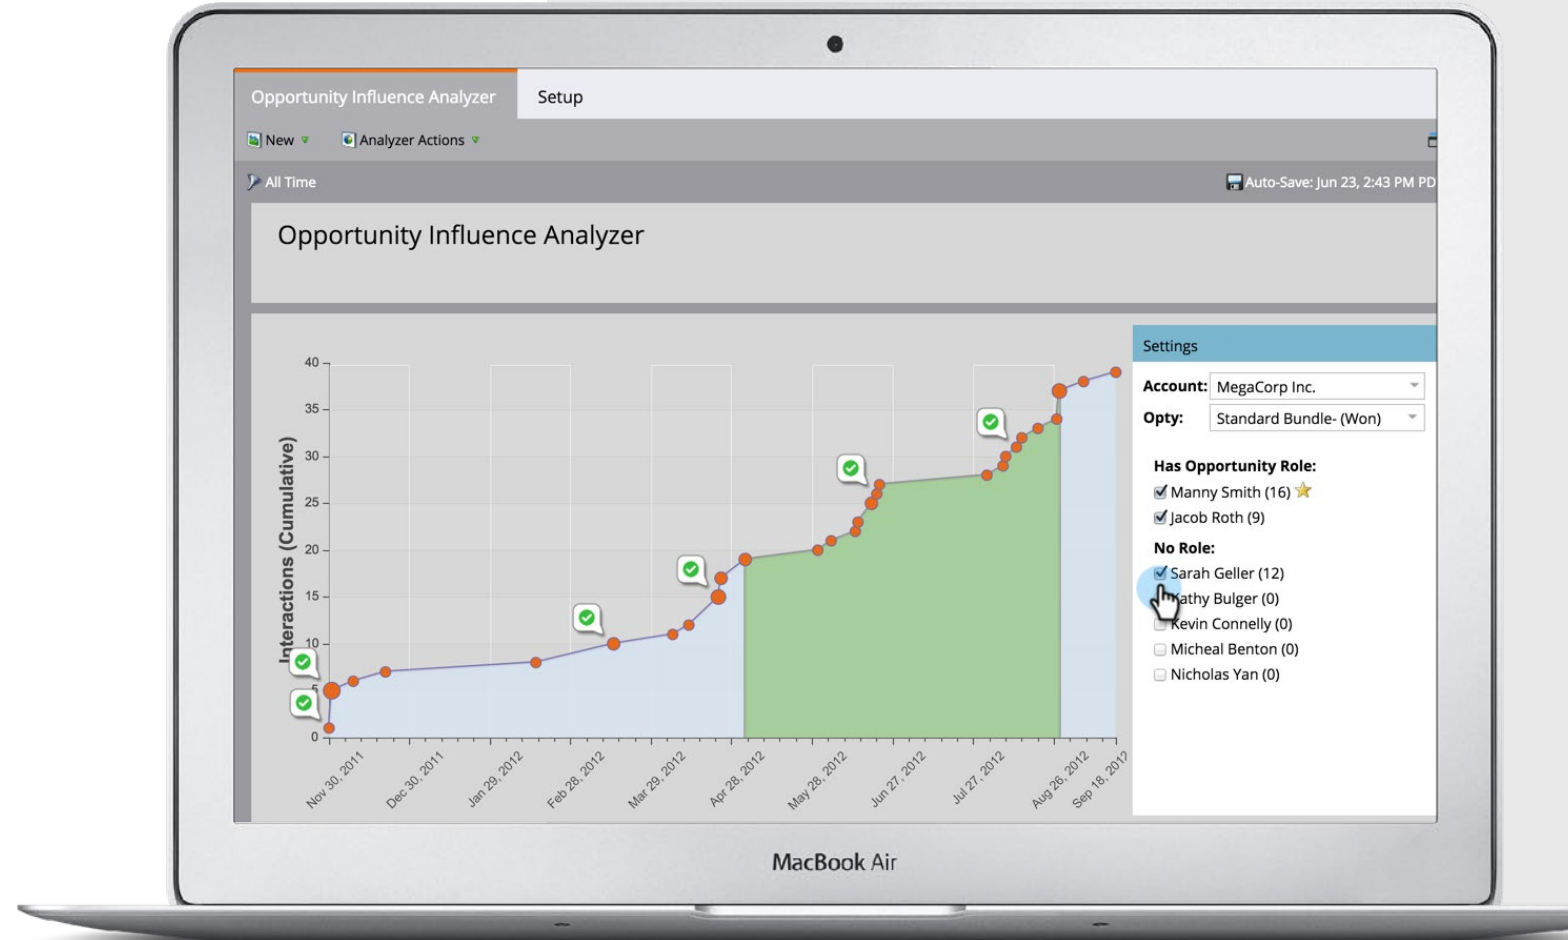 Opportunity Influence Analyzer
Setup
New
Analyzer Actions
All Time
Auto-Save: Jun 23, 2:43 PM PD
Opportunity Influence Analyzer
Interactions (Cumulative)
40
35
30
25
20
15
10
5
0
Nov 30, 2011
Dec 30, 2011
Jan 29, 2012
Feb 28, 2012
Mar 29, 2012
Apr 28, 2012
May 28, 2012
Jun 27, 2012
Jul 27, 2012
Aug 26, 2012
Sep 18, 2012
Settings
Account: MegaCorp Inc.
Opty: Standard Bundle- (Won)
Has Opportunity Role:
Manny Smith (16)
Jacob Roth (9)
No Role:
Sarah Geller (12)
Kathy Bulger (0)
Kevin Connelly (0)
Micheal Benton (0)
Nicholas Yan (0)
MacBook Air